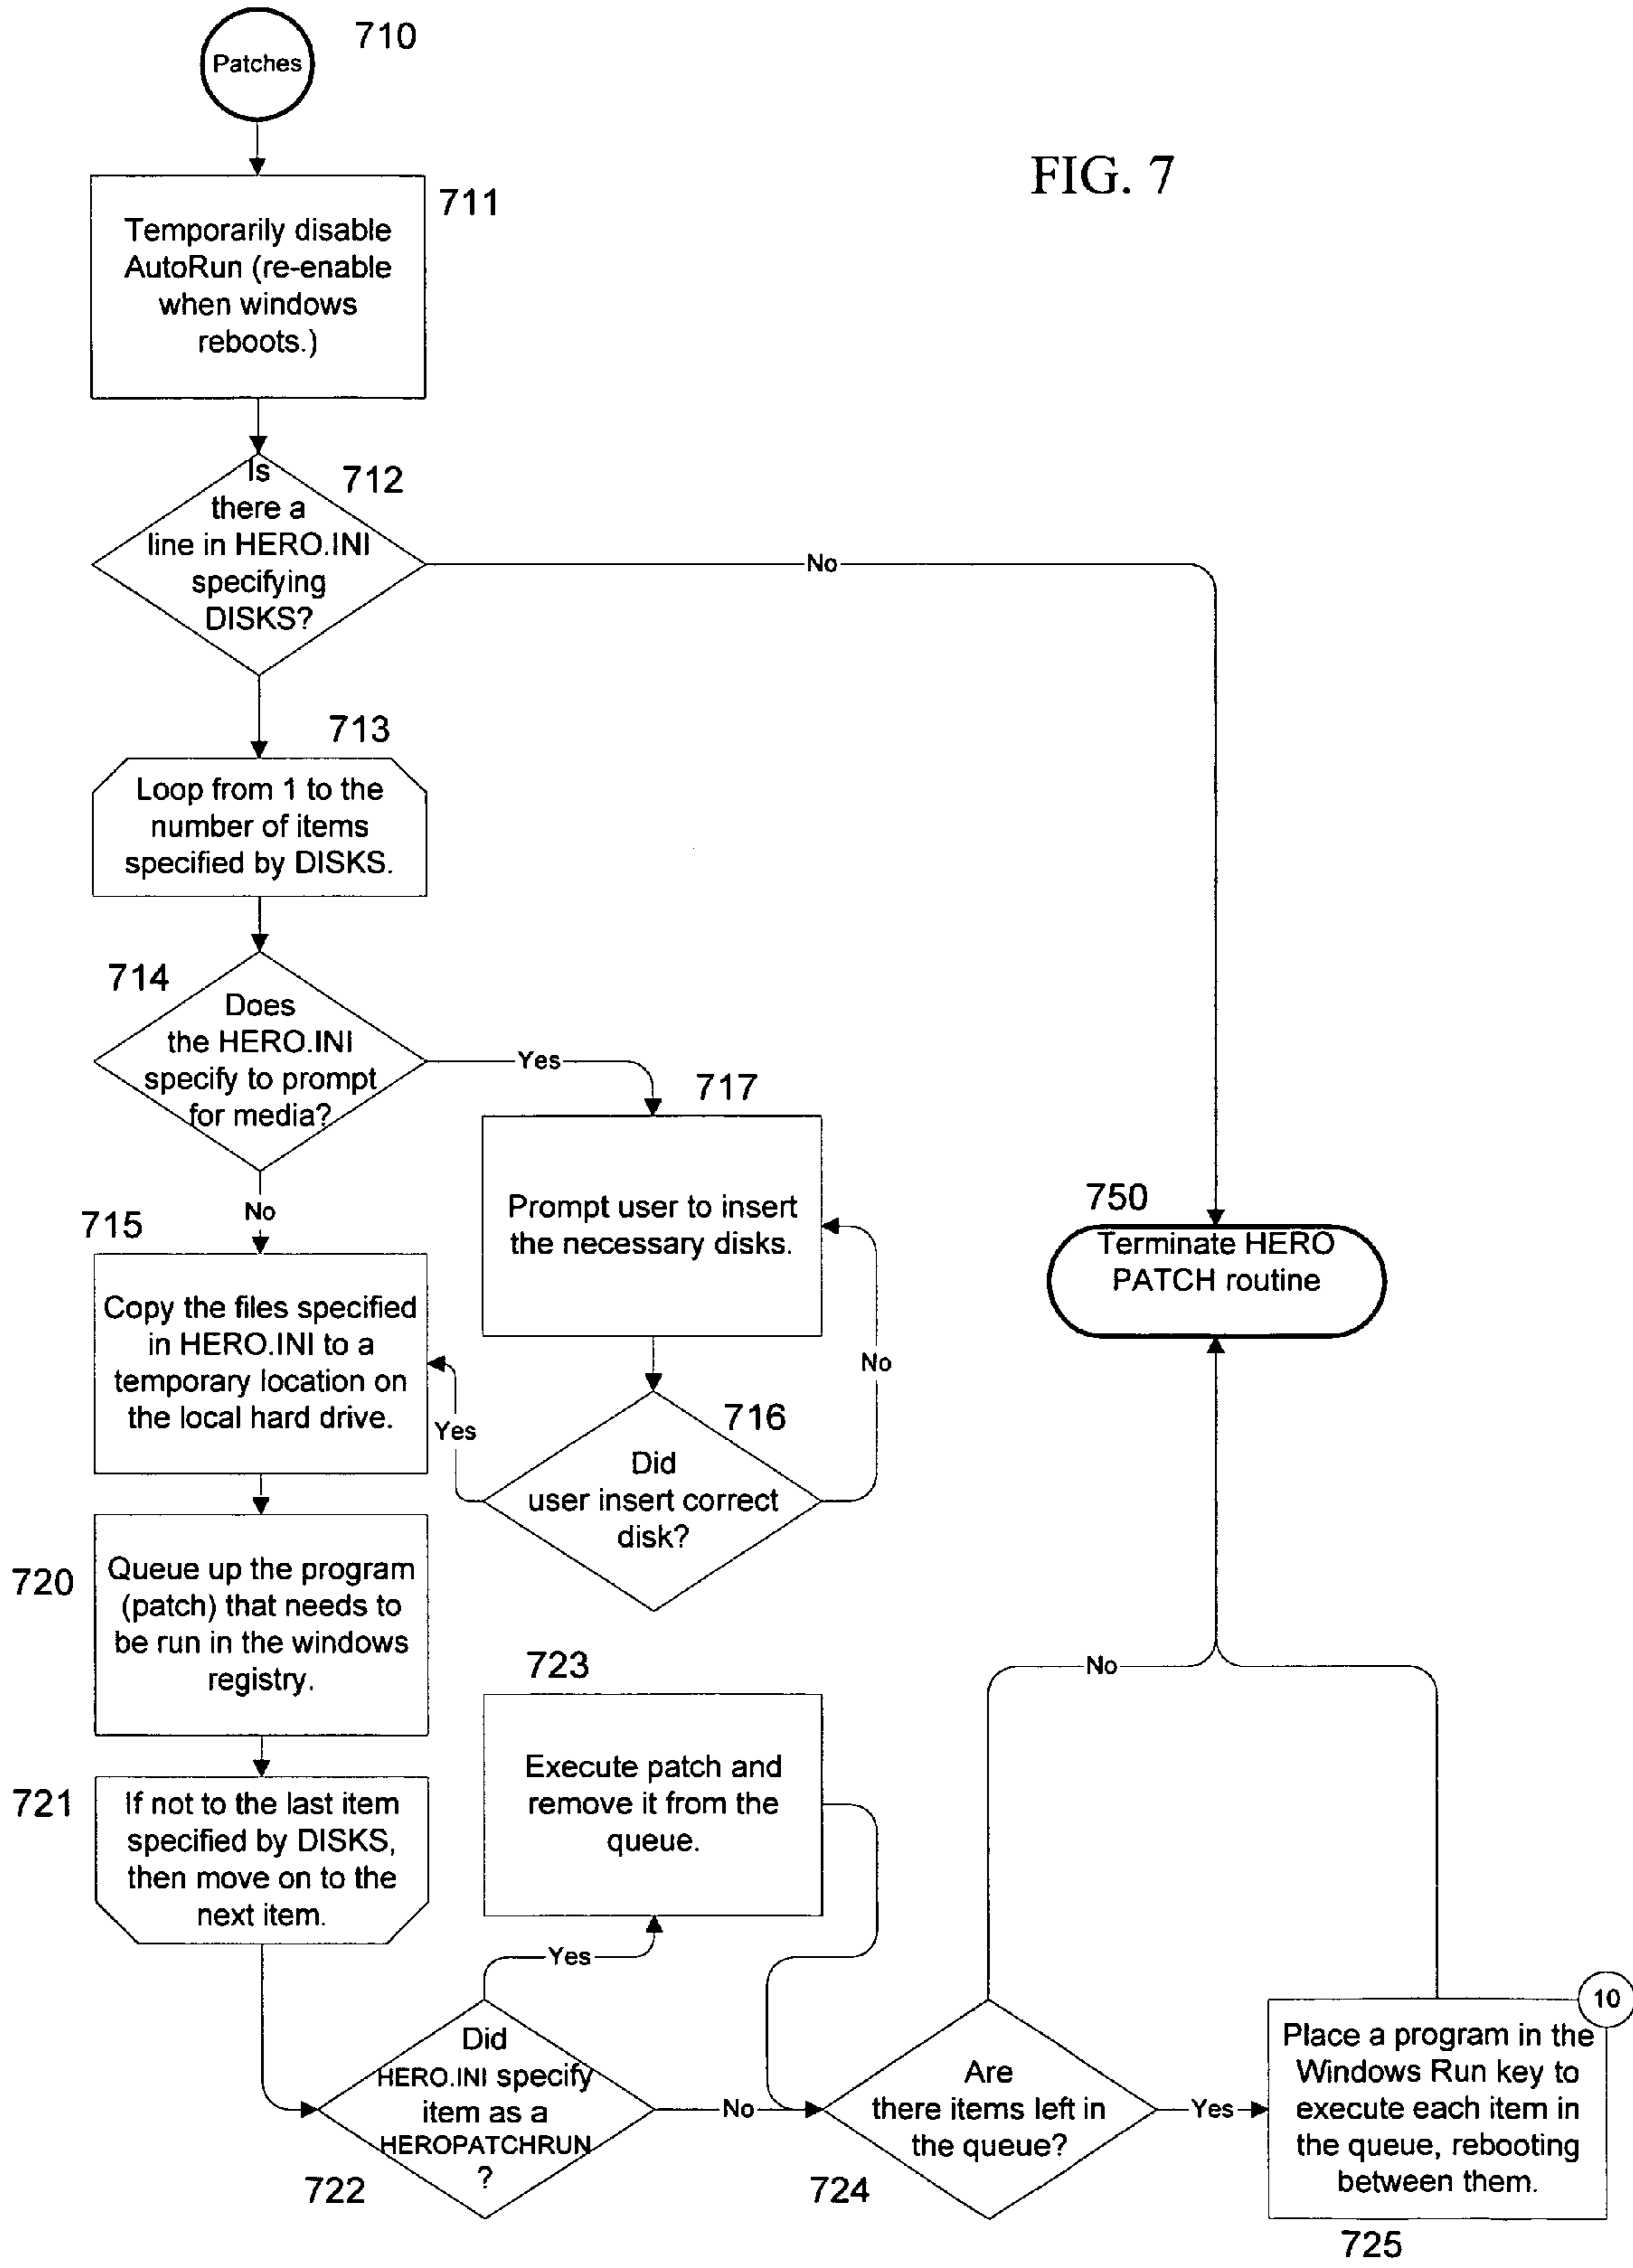 710
Patches
FIG. 7
711
Temporarily disable
AutoRun (re-enable
when windows
reboots.)
712
Is
there a
line in HERO.INI
specifying
DISKS?
No
713
Loop from 1 to the
number of items
specified by DISKS.
714
Does
the HERO.INI
specify to prompt
for media?
Yes
No
717
Prompt user to insert
the necessary disks.
750
Terminate HERO
PATCH routine
715
Copy the files specified
in HERO.INI to a
temporary location on
the local hard drive.
No
Yes
716
Did
user insert correct
disk?
720
Queue up the program
(patch) that needs to
be run in the windows
registry.
723
Execute patch and
remove it from the
queue.
No
721
If not to the last item
specified by DISKS,
then move on to the
next item.
Yes
722
Did
HERO.INI specify
item as a
HEROPATCHRUN
?
No
724
Are
there items left in
the queue?
Yes
10
Place a program in the
Windows Run key to
execute each item in
the queue, rebooting
between them.
725